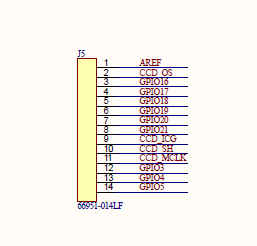 J5
1 AREF
2 CCD_OS
3 GPIO16
4 GPIO17
5 GPIO18
6 GPIO19
7 GPIO20
8 GPIO21
9 CCD_ICG
10 CCD_SH
11 CCD_MCLK
12 GPIO3
13 GPIO4
14 GPIO5
66951-014LF